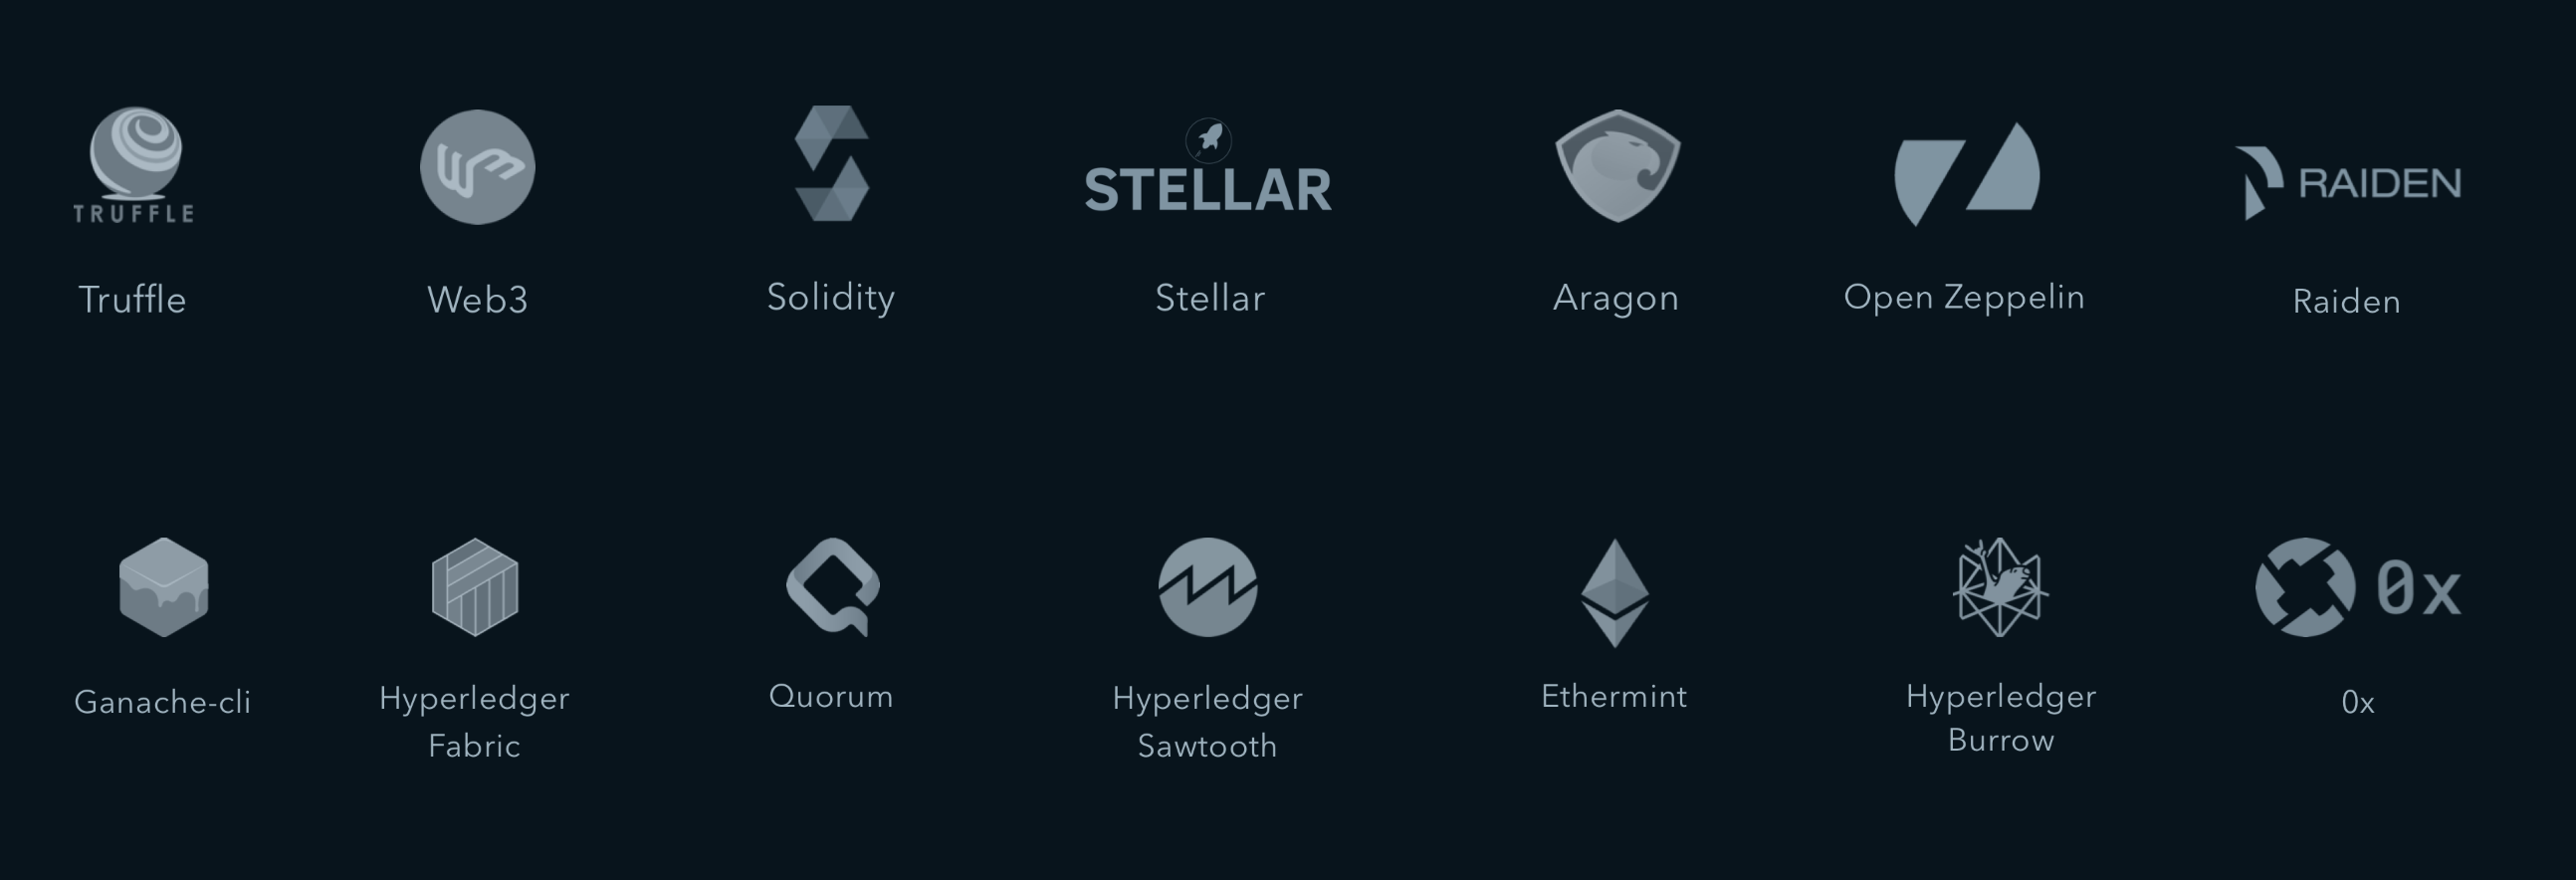 TRUFFLE
STELLAR
RAIDEN
Truffle
Web3
Solidity
Stellar
Aragon
Open Zeppelin
Raiden
0x
Ganache-cli
Hyperledger
Fabric
Quorum
Hyperledger
Sawtooth
Ethermint
Hyperledger
Burrow
0x